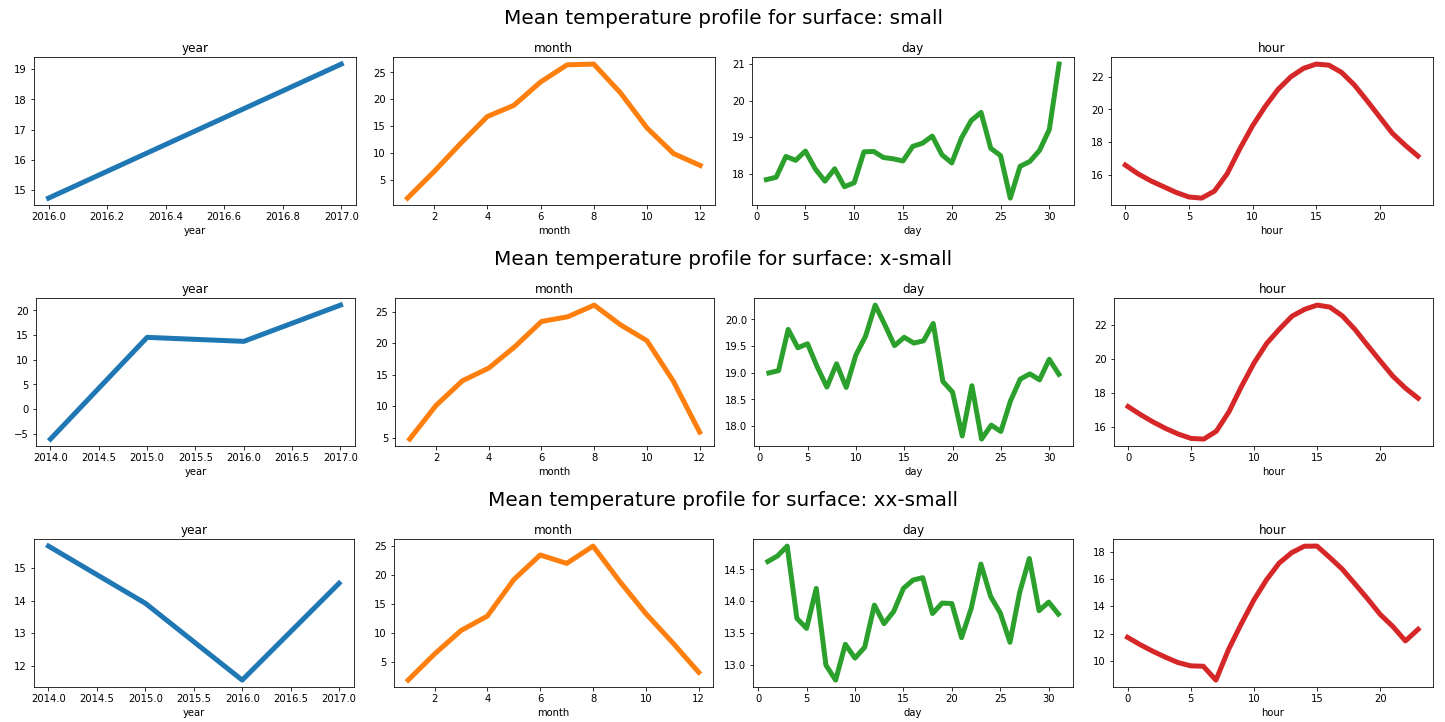 Mean temperature profile for surface: small
year month day hour
19 18 17 16 15
25 20 15 10 5
21 20 19 18
22 20 18 16
2016.0 2016.2 2016.4 2016.6 2016.8 2017.0
2 4 6 8 10 12
0 5 10 15 20 25 30
0 5 10 15 20
year month day hour
Mean temperature profile for surface: x-small
year month day hour
20 15 10 5 0 −5
25 20 15 10 5
20.0 19.5 19.0 18.5 18.0
22 20 18 16
2014.0 2014.5 2015.0 2015.5 2016.0 2016.5 2017.0
2 4 6 8 10 12
0 5 10 15 20 25 30
0 5 10 15 20
year month day hour
Mean temperature profile for surface: xx-small
year month day hour
15 14 13 12
25 20 15 10 5
14.5 14.0 13.5 13.0
18 16 14 12 10
2014.0 2014.5 2015.0 2015.5 2016.0 2016.5 2017.0
2 4 6 8 10 12
0 5 10 15 20 25 30
0 5 10 15 20
year month day hour